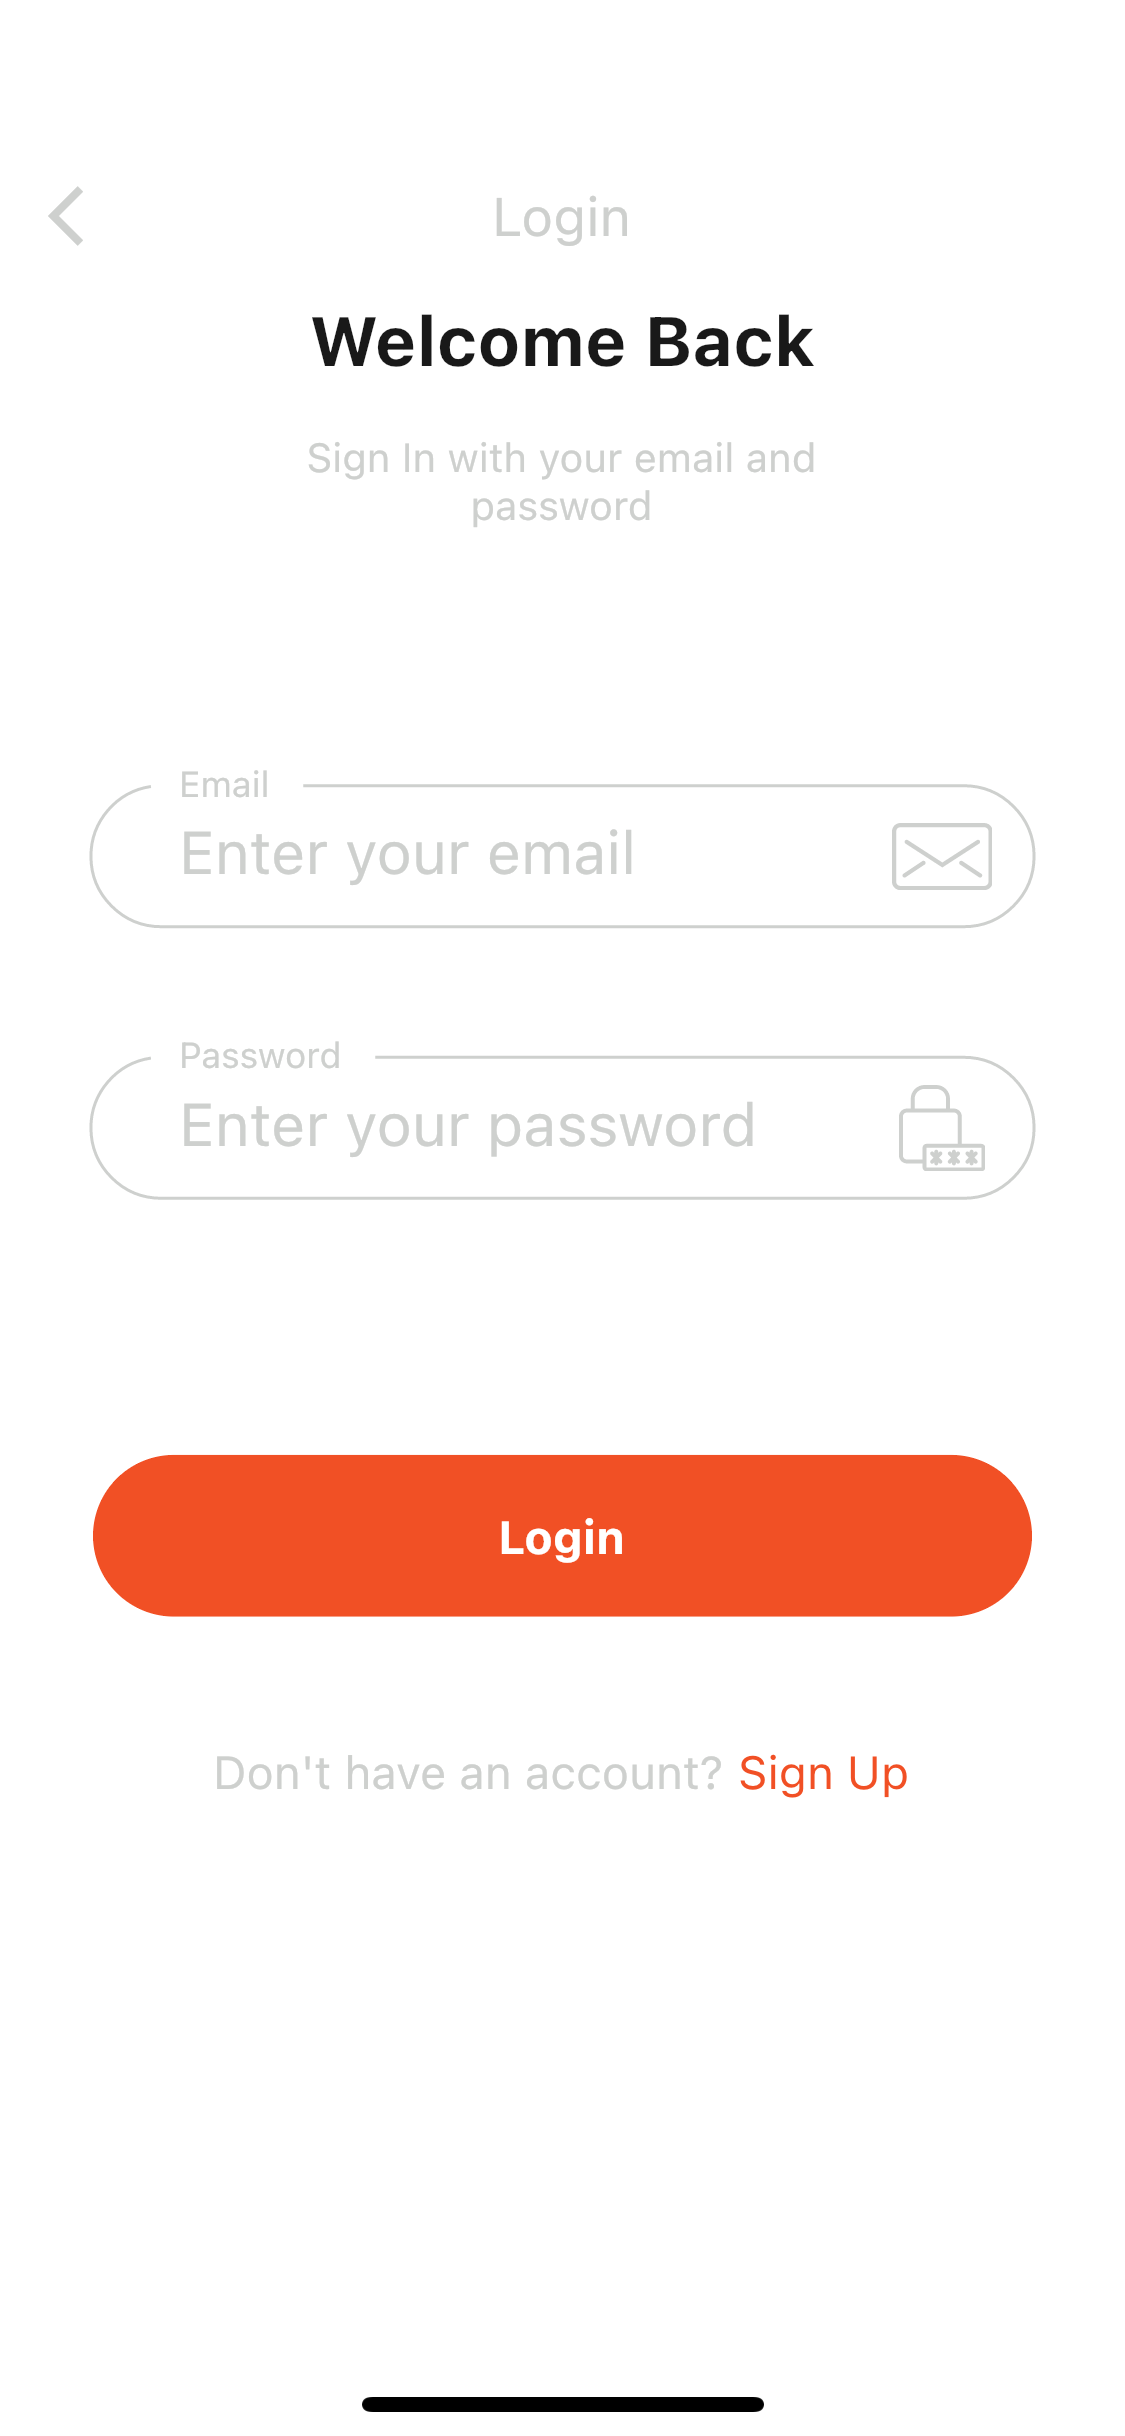 Login
Welcome Back
Sign In with your email and
password
Email
Enter your email
Password
Enter your password
***
Login
Don't have an account? Sign Up